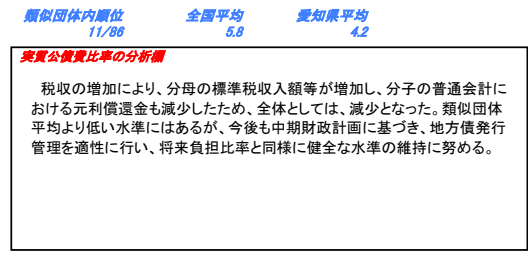 類似団体内順位 全国平均 愛知県平均
11/86 5.8 4.2
実質公債費比率の分析欄
税収の増加により、分母の標準税収入額等が増加し、分子の普通会計に
おける元利償還金も減少したため、全体としては、減少となった。類似団体
平均より低い水準にはあるが、今後も中期財政計画に基づき、地方債発行
管理を適性に行い、将来負担比率と同様に健全な水準の維持に努める。